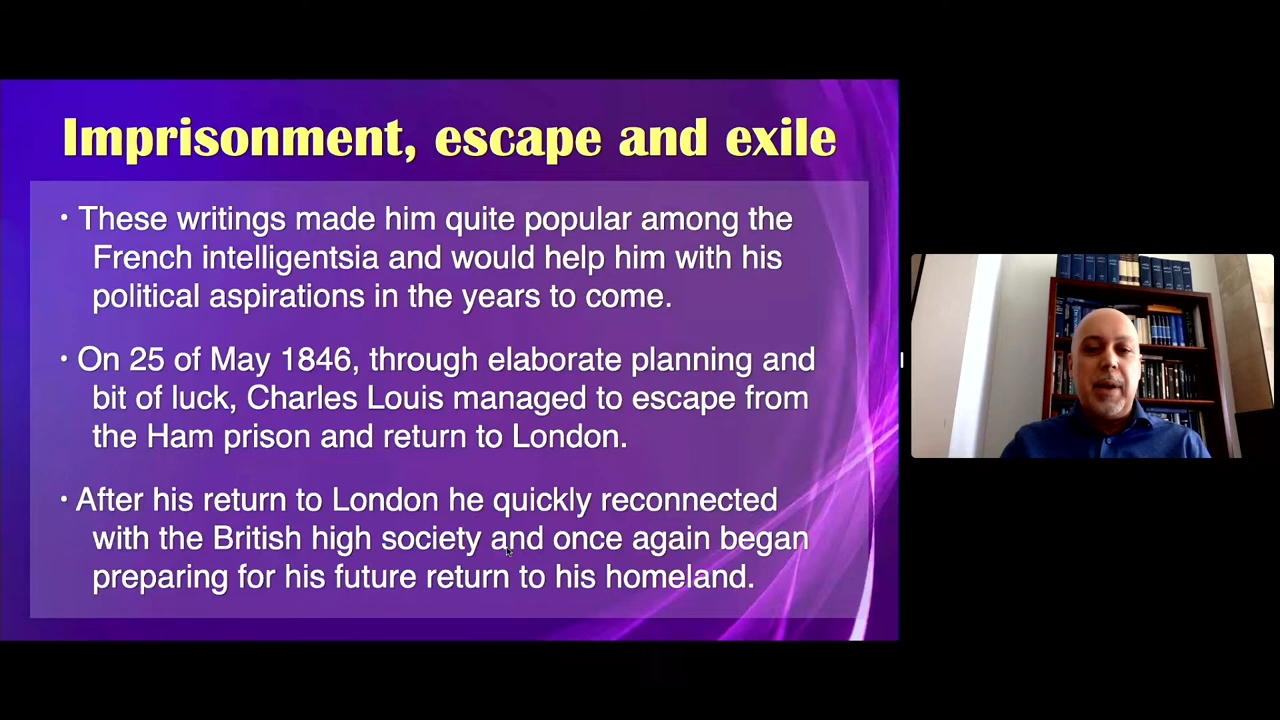 Imprisonment, escape and exile
• These writings made him quite popular among the
French intelligentsia and would help him with his
political aspirations in the years to come.
• On 25 of May 1846, through elaborate planning and
bit of luck, Charles Louis managed to escape from
the Ham prison and return to London.
• After his return to London he quickly reconnected
with the British high society and once again began
preparing for his future return to his homeland.